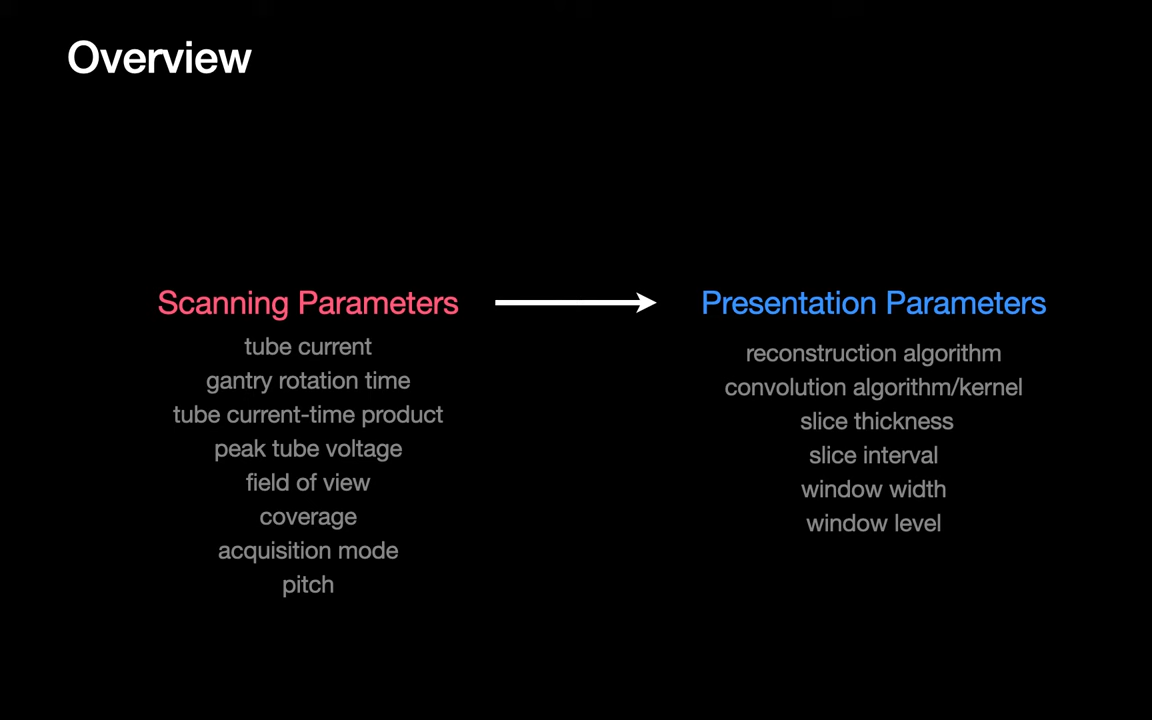 Overview
Scanning Parameters
tube current
gantry rotation time
tube current-time product
peak tube voltage
field of view
coverage
acquisition mode
pitch
Presentation Parameters
reconstruction algorithm
convolution algorithm/kernel
slice thickness
slice interval
window width
window level